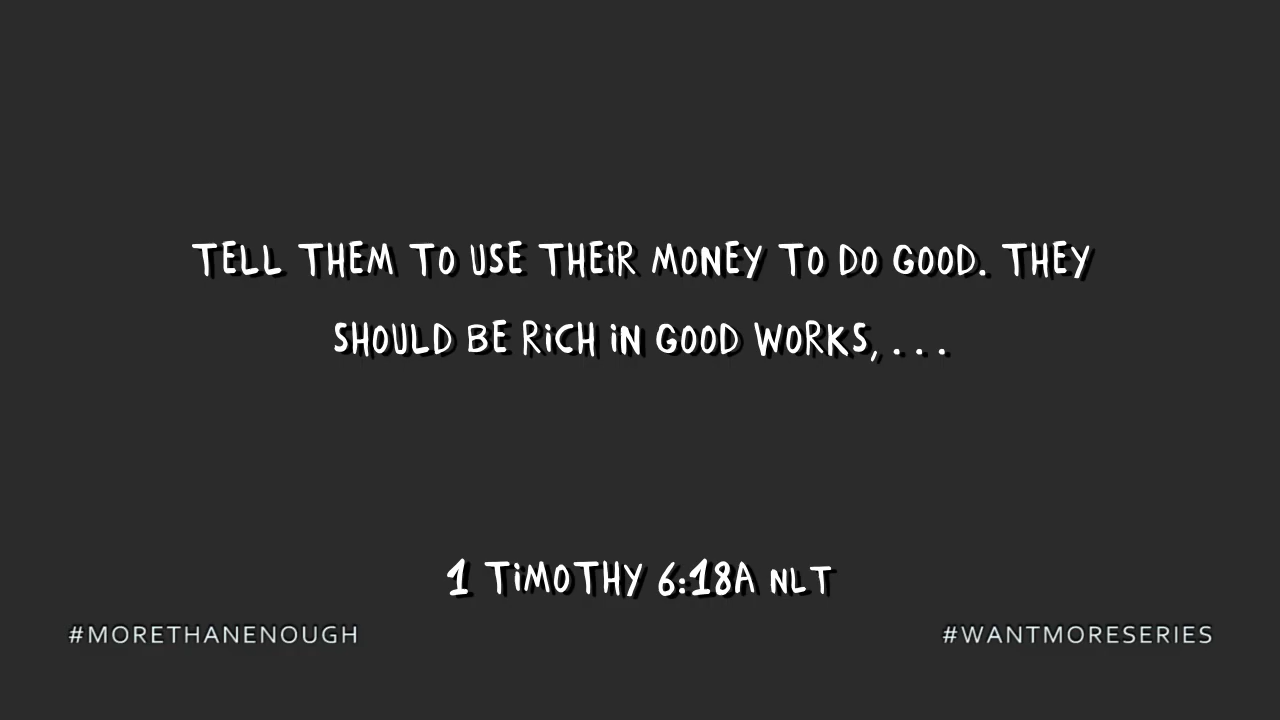 TELL THEM TO USE THEiR MONEY TO DO GOOD. THEY
SHOULD BE RiCH iN GOOD WORKS, . . .
1 TiMOTHY 6:18A NLT
#MORETHANENOUGH
#WANTMORESERIES